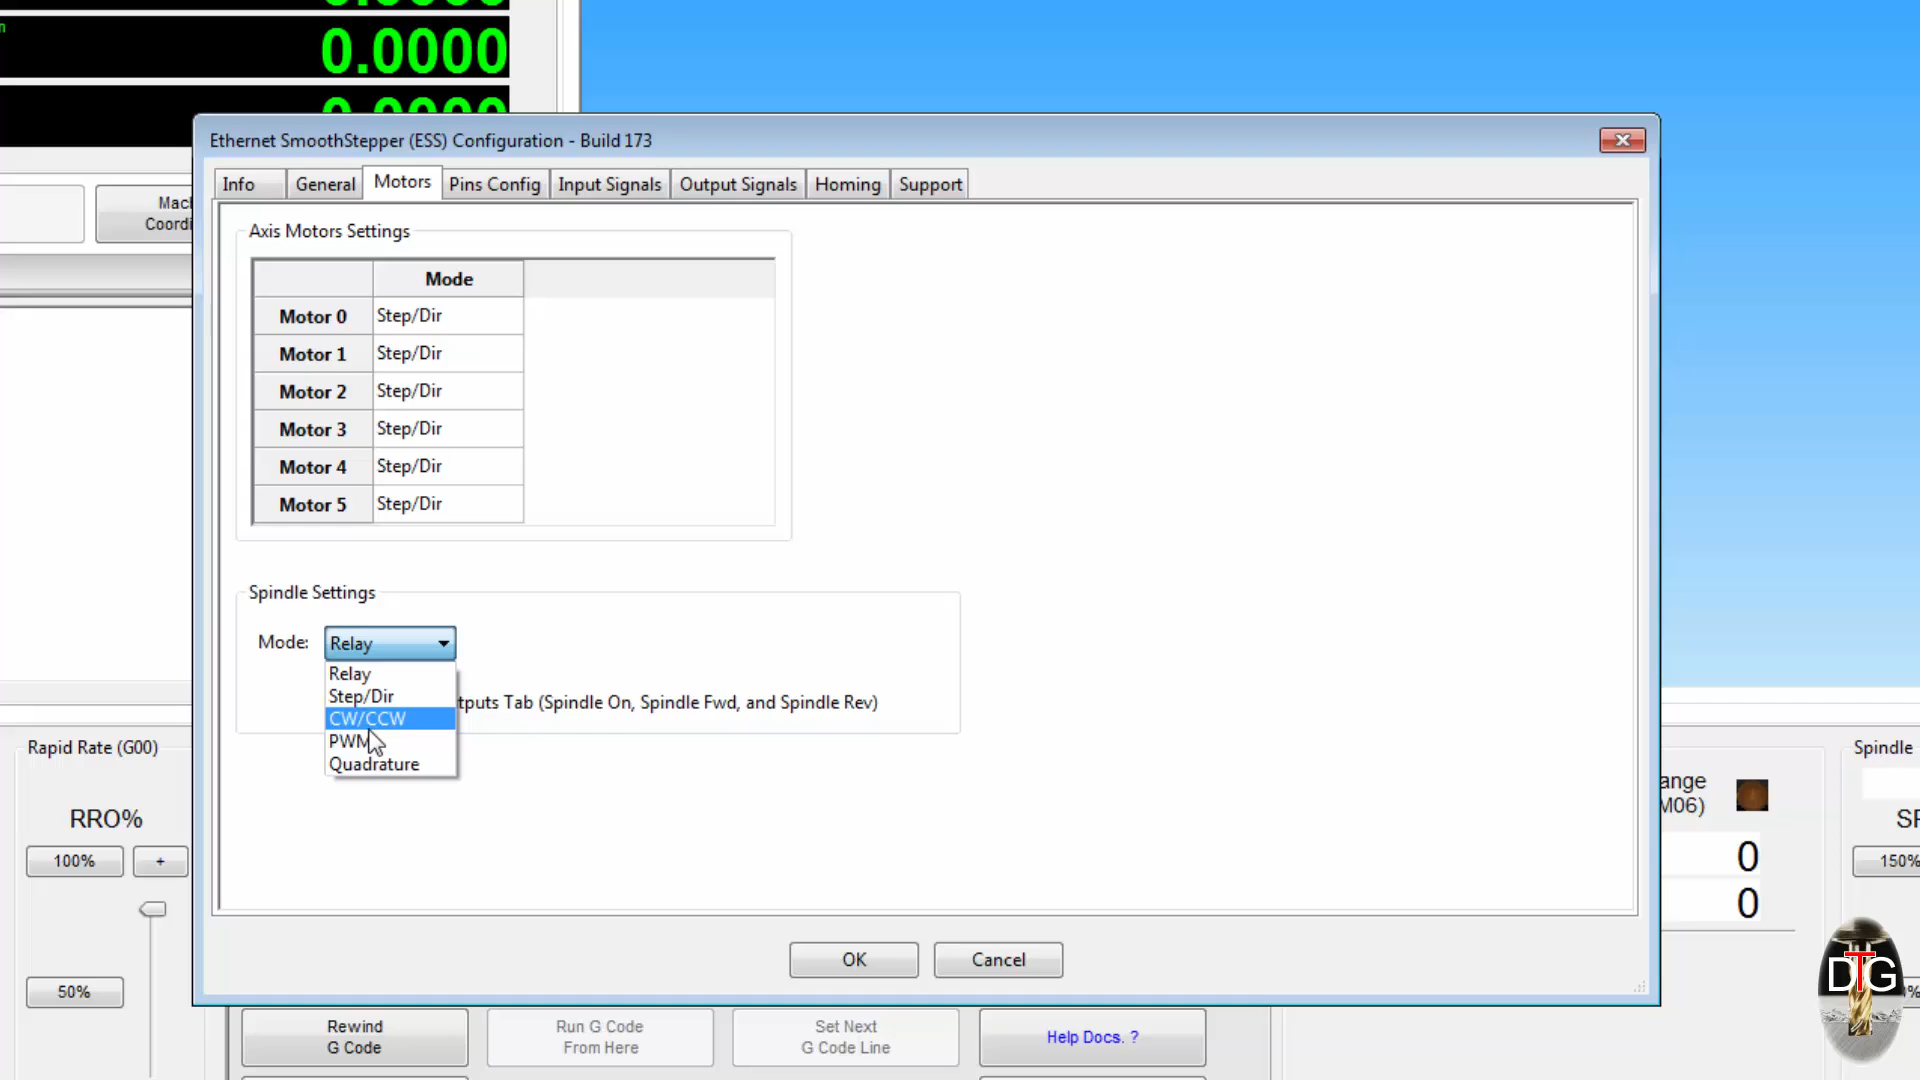 0.0000
0.0000
0.0000
Ethernet SmoothStepper (ESS) Configuration - Build 173
Info
General
Motors
Pins Config
Input Signals
Output Signals
Homing
Support
Axis Motors Settings
Mode
Motor 0 Step/Dir
Motor 1 Step/Dir
Motor 2 Step/Dir
Motor 3 Step/Dir
Motor 4 Step/Dir
Motor 5 Step/Dir
Spindle Settings
Mode: Relay
Relay
Step/Dir
CW/CCW
PWM
Quadrature
tputs Tab (Spindle On, Spindle Fwd, and Spindle Rev)
OK
Cancel
Mac
Coordi
Rapid Rate (G00)
RRO%
100%
+
50%
Rewind
G Code
Run G Code
From Here
Set Next
G Code Line
Help Docs. ?
ange
M06)
0
0
Spindle
150%
DTG